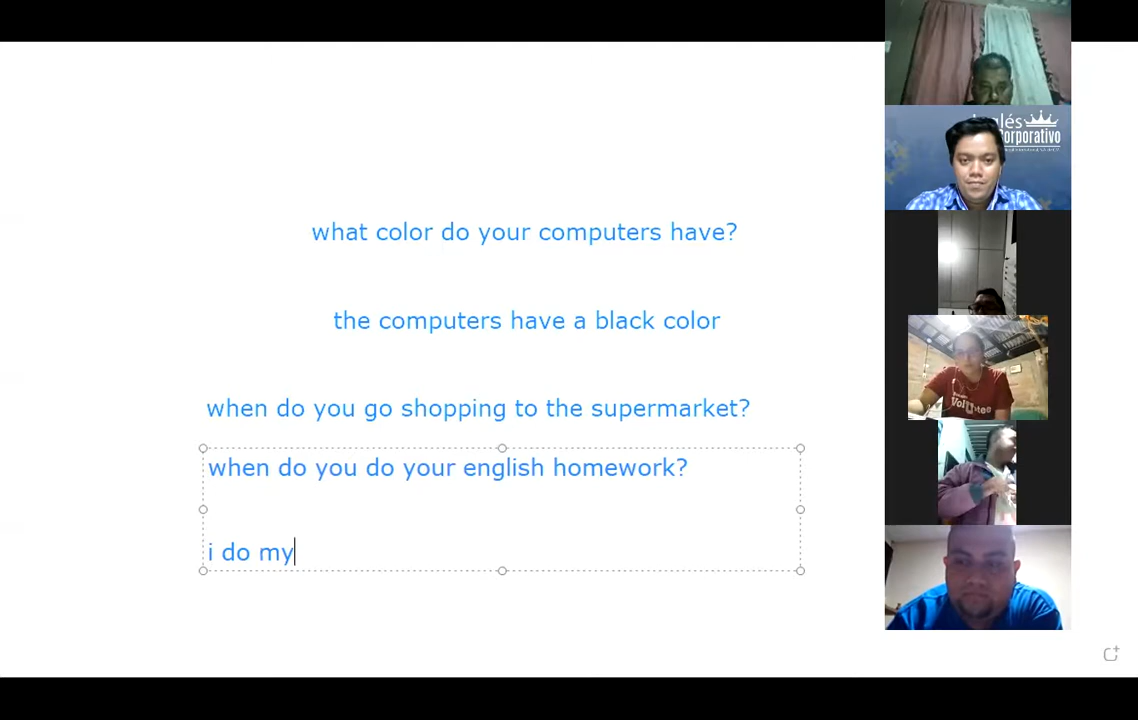 what color do your computers have?
the computers have a black color
when do you go shopping to the supermarket?
when do you do your english homework?
i do my